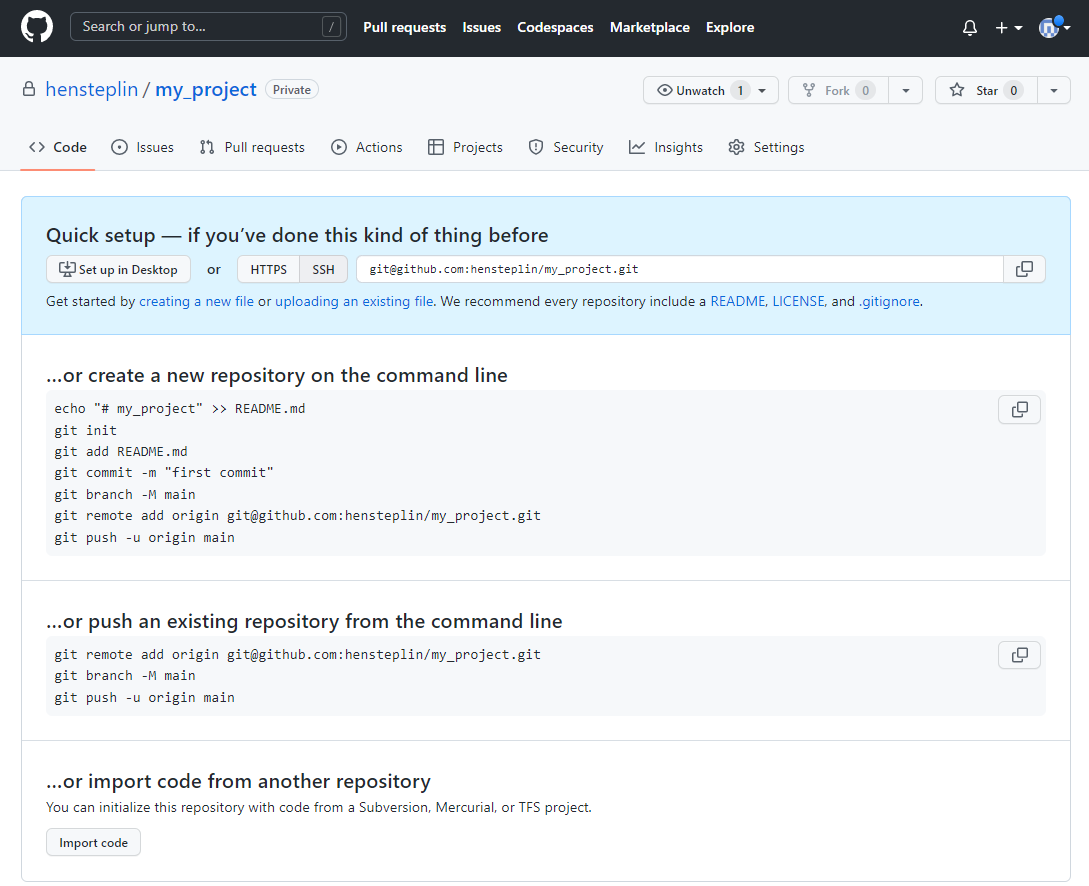 Search or jump to... / Pull requests Issues Codespaces Marketplace Explore
hensteplin / my_project Private Unwatch 1 Fork 0 Star 0
Code Issues Pull requests Actions Projects Security Insights Settings
Quick setup — if you’ve done this kind of thing before
Set up in Desktop or HTTPS SSH git@github.com:hensteplin/my_project.git
Get started by creating a new file or uploading an existing file. We recommend every repository include a README, LICENSE, and .gitignore.
…or create a new repository on the command line
echo "# my_project" >> README.md
git init
git add README.md
git commit -m "first commit"
git branch -M main
git remote add origin git@github.com:hensteplin/my_project.git
git push -u origin main
…or push an existing repository from the command line
git remote add origin git@github.com:hensteplin/my_project.git
git branch -M main
git push -u origin main
…or import code from another repository
You can initialize this repository with code from a Subversion, Mercurial, or TFS project.
Import code